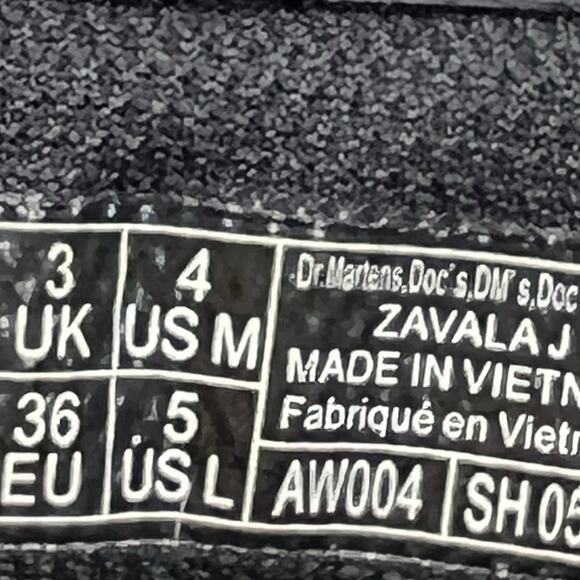 3
UK
4
US M
36
EU
5
US L
Dr.Martens,Doc's,DM's,Doc
ZAVALA J
MADE IN VIETN
Fabriqué en Vietn
AW004
SH 05